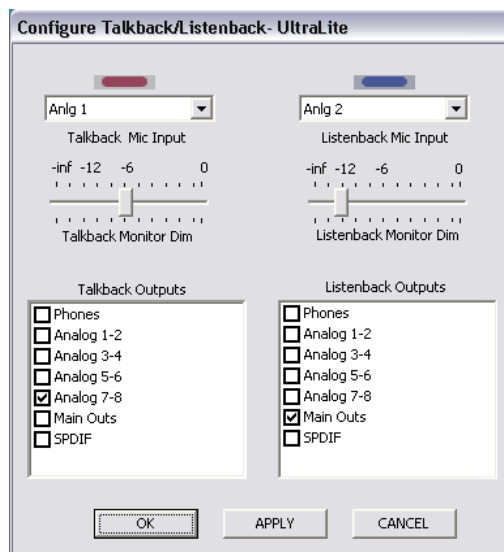 Configure Talkback/Listenback- UltraLite
Anlg 1
Talkback Mic Input
-inf -12 -6 0
Talkback Monitor Dim
Anlg 2
Listenback Mic Input
-inf -12 -6 0
Listenback Monitor Dim
Talkback Outputs
Phones
Analog 1-2
Analog 3-4
Analog 5-6
Analog 7-8
Main Outs
SPDIF
Listenback Outputs
Phones
Analog 1-2
Analog 3-4
Analog 5-6
Analog 7-8
Main Outs
SPDIF
OK
APPLY
CANCEL